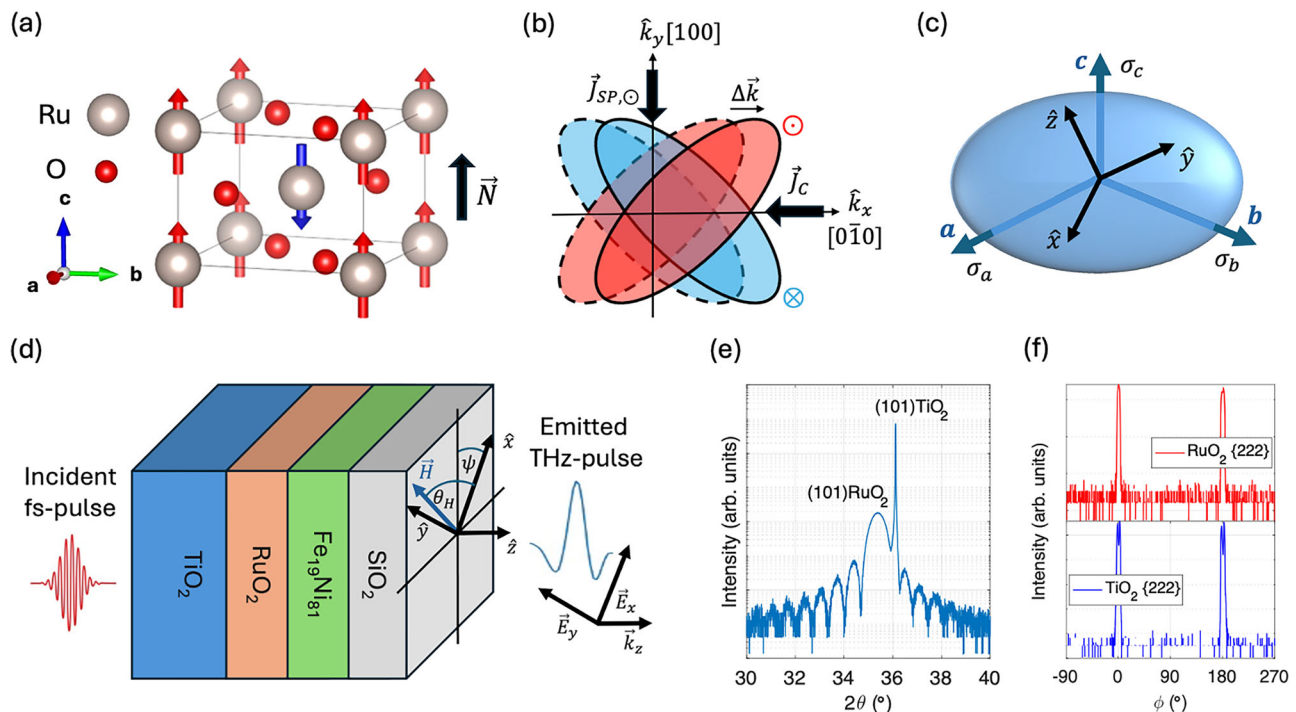 (a)
Ru
O
c
a
b
N⃗
(b)
k̂y[100]
J⃗SP,⊙
Δk⃗
⊙
J⃗C
k̂x
[01̄0]
⊗
(c)
c
σc
ẑ
ŷ
a
x̂
b
σa
σb
(d)
Incident
fs-pulse
TiO2
RuO2
Fe19Ni81
SiO2
H⃗
θH
ψ
x̂
ŷ
ẑ
Emitted
THz-pulse
E⃗x
E⃗y
k⃗z
(e)
Intensity (arb. units)
(101)TiO2
(101)RuO2
30 32 34 36 38 40
2θ (°)
(f)
Intensity (arb. units)
RuO2 {222}
TiO2 {222}
-90 0 90 180 270
ϕ (°)